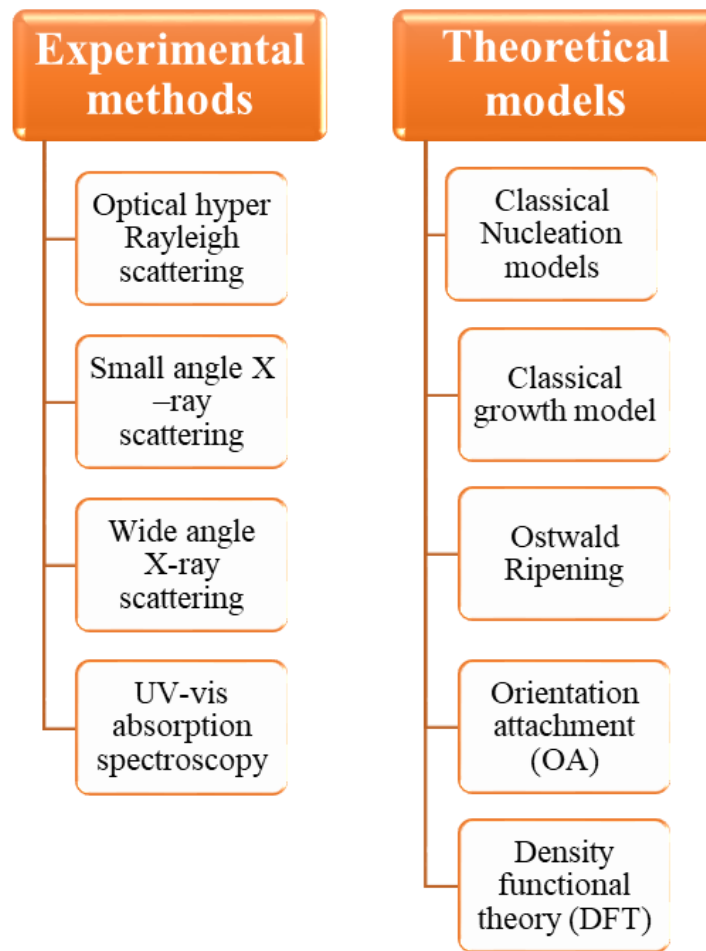 Experimental
methods
Optical hyper
Rayleigh
scattering
Small angle X
–ray
scattering
Wide angle
X-ray
scattering
UV-vis
absorption
spectroscopy
Theoretical
models
Classical
Nucleation
models
Classical
growth model
Ostwald
Ripening
Orientation
attachment
(OA)
Density
functional
theory (DFT)